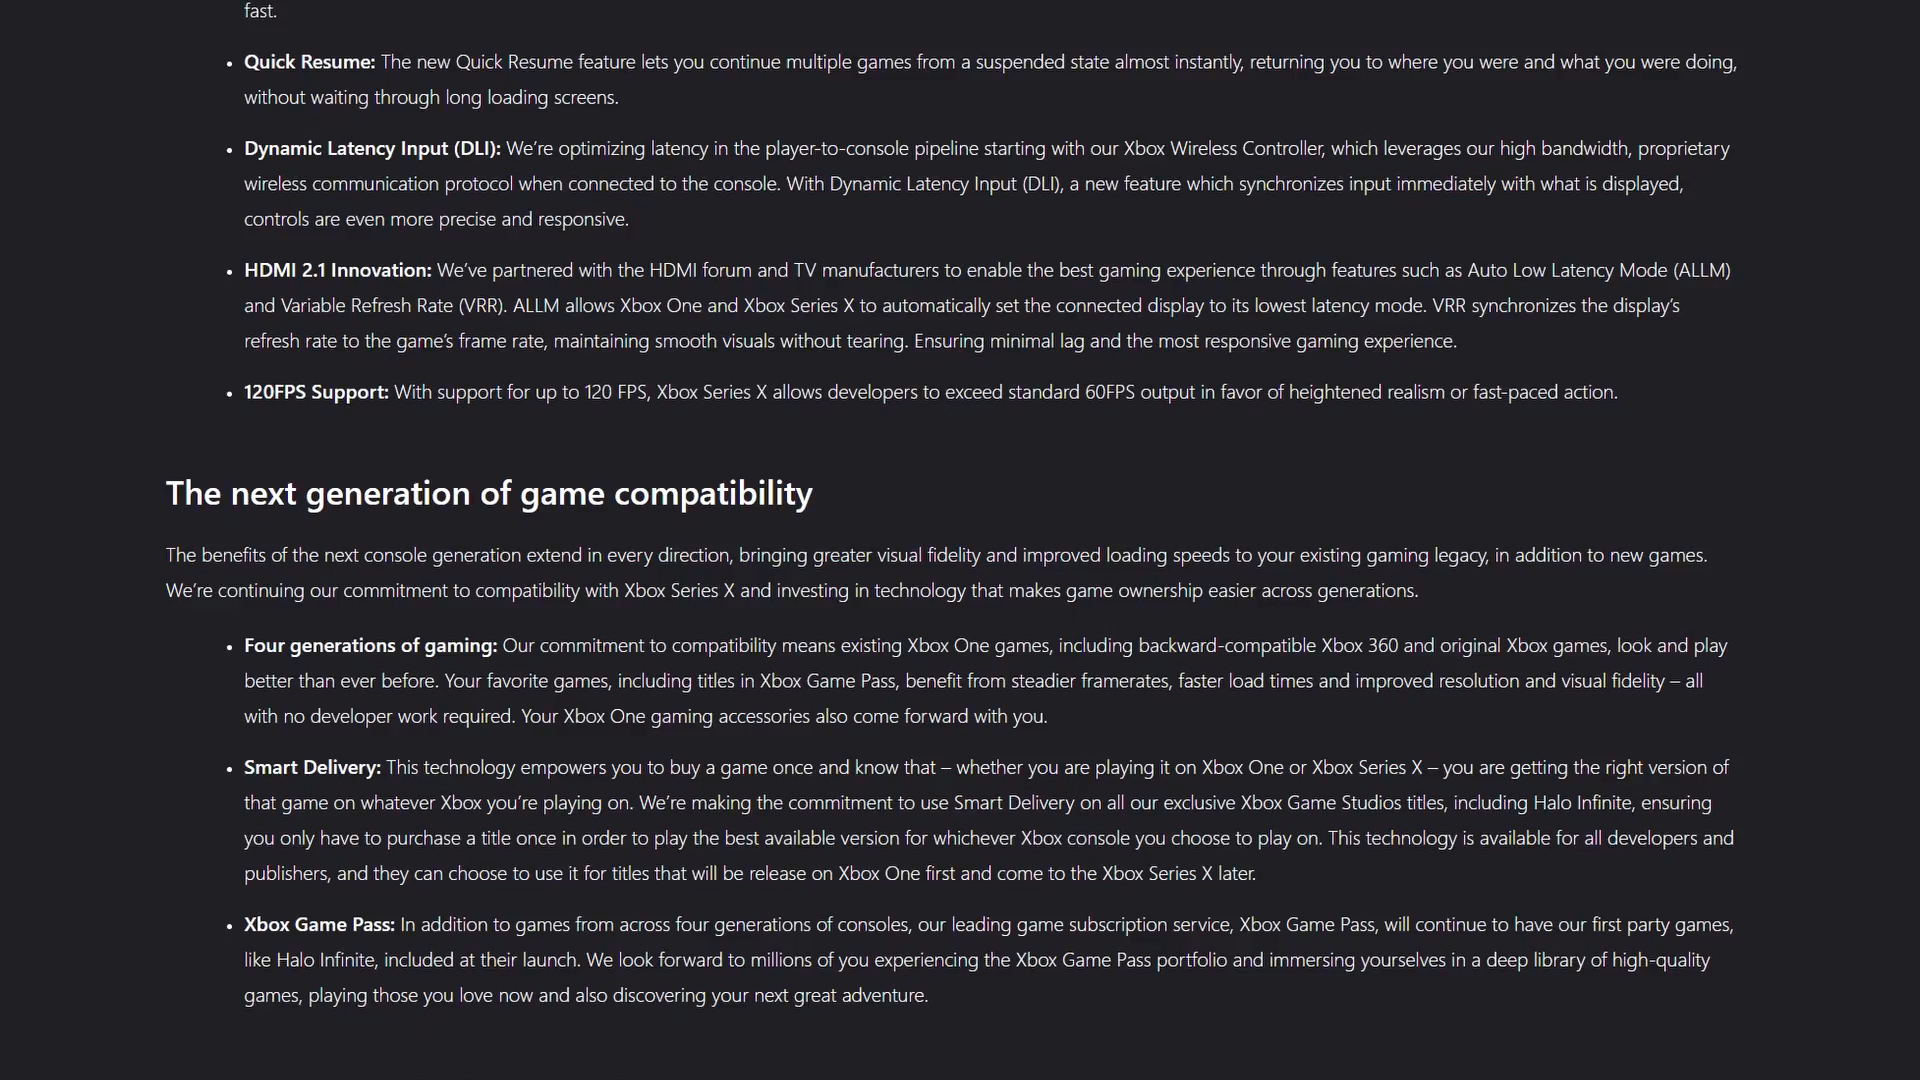 fast.
• Quick Resume: The new Quick Resume feature lets you continue multiple games from a suspended state almost instantly, returning you to where you were and what you were doing,
without waiting through long loading screens.
• Dynamic Latency Input (DLI): We’re optimizing latency in the player-to-console pipeline starting with our Xbox Wireless Controller, which leverages our high bandwidth, proprietary
wireless communication protocol when connected to the console. With Dynamic Latency Input (DLI), a new feature which synchronizes input immediately with what is displayed,
controls are even more precise and responsive.
• HDMI 2.1 Innovation: We’ve partnered with the HDMI forum and TV manufacturers to enable the best gaming experience through features such as Auto Low Latency Mode (ALLM)
and Variable Refresh Rate (VRR). ALLM allows Xbox One and Xbox Series X to automatically set the connected display to its lowest latency mode. VRR synchronizes the display’s
refresh rate to the game’s frame rate, maintaining smooth visuals without tearing. Ensuring minimal lag and the most responsive gaming experience.
• 120FPS Support: With support for up to 120 FPS, Xbox Series X allows developers to exceed standard 60FPS output in favor of heightened realism or fast-paced action.
The next generation of game compatibility
The benefits of the next console generation extend in every direction, bringing greater visual fidelity and improved loading speeds to your existing gaming legacy, in addition to new games.
We’re continuing our commitment to compatibility with Xbox Series X and investing in technology that makes game ownership easier across generations.
• Four generations of gaming: Our commitment to compatibility means existing Xbox One games, including backward-compatible Xbox 360 and original Xbox games, look and play
better than ever before. Your favorite games, including titles in Xbox Game Pass, benefit from steadier framerates, faster load times and improved resolution and visual fidelity – all
with no developer work required. Your Xbox One gaming accessories also come forward with you.
• Smart Delivery: This technology empowers you to buy a game once and know that – whether you are playing it on Xbox One or Xbox Series X – you are getting the right version of
that game on whatever Xbox you’re playing on. We’re making the commitment to use Smart Delivery on all our exclusive Xbox Game Studios titles, including Halo Infinite, ensuring
you only have to purchase a title once in order to play the best available version for whichever Xbox console you choose to play on. This technology is available for all developers and
publishers, and they can choose to use it for titles that will be release on Xbox One first and come to the Xbox Series X later.
• Xbox Game Pass: In addition to games from across four generations of consoles, our leading game subscription service, Xbox Game Pass, will continue to have our first party games,
like Halo Infinite, included at their launch. We look forward to millions of you experiencing the Xbox Game Pass portfolio and immersing yourselves in a deep library of high-quality
games, playing those you love now and also discovering your next great adventure.